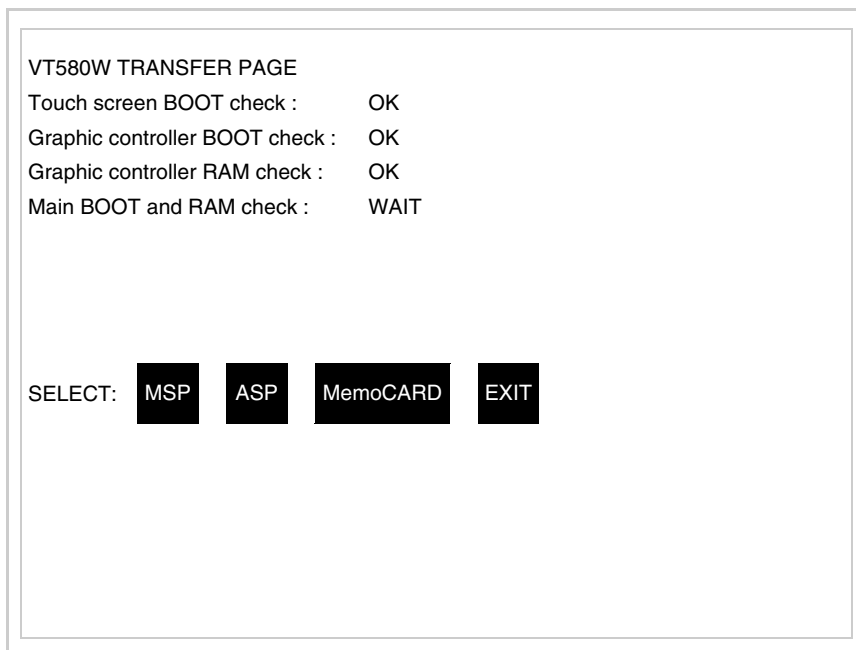 VT580W TRANSFER PAGE
Touch screen BOOT check : OK
Graphic controller BOOT check : OK
Graphic controller RAM check : OK
Main BOOT and RAM check : WAIT
SELECT: MSP ASP MemoCARD EXIT